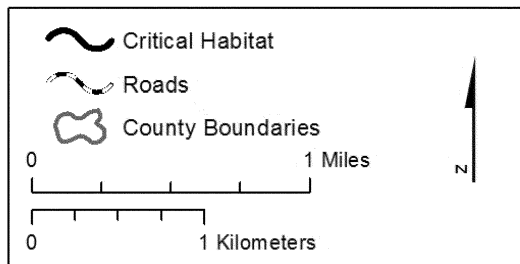 Critical Habitat
Roads
County Boundaries
0 1 Miles
0 1 Kilometers
N